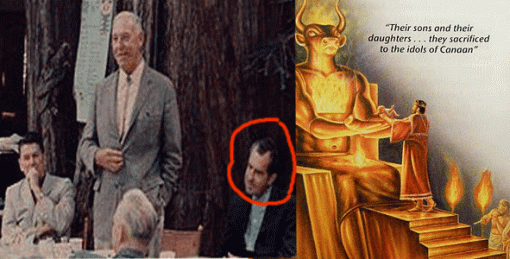 "Their sons and their
daughters . . . they sacrificed
to the idols of Canaan"